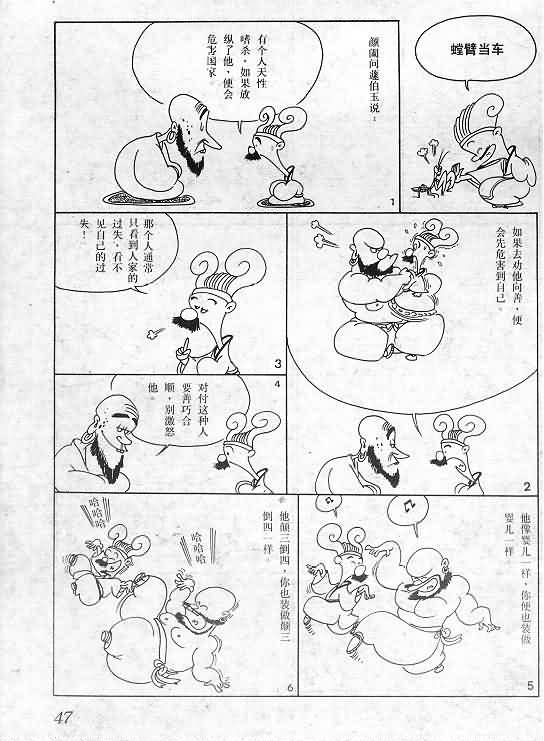 螳臂当车
颜阖问蘧伯玉说：
有个人天性
嗜杀，如果放
纵了他，便会
危害国家。
1
如果去劝他向善，便
会先危害到自己。
2
那个人通常
只看到人家的
过失，看不
见自己的过
失！
3
对付这种人
要善巧会
顺，别激怒
他。
4
他像婴儿一样，你便也装做
婴儿一样。
5
他颠三倒四，你也装做颠三
倒四一样。
哈哈哈
哈哈哈
6
47